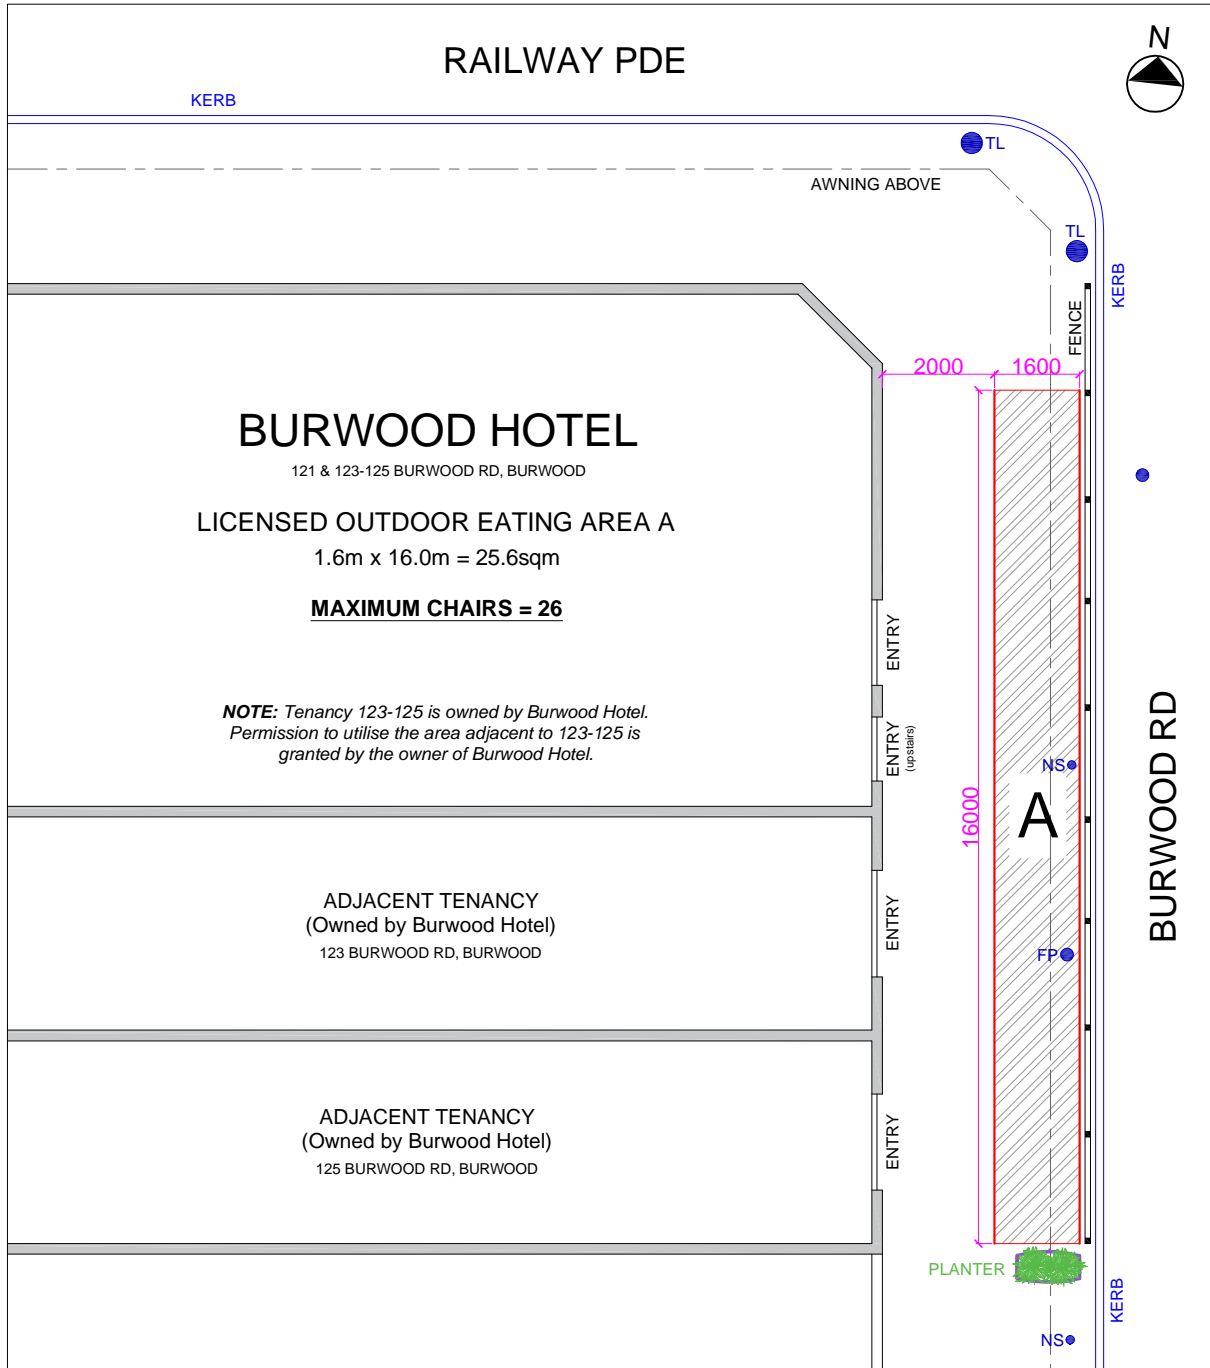 RAILWAY PDE
N
KERB
TL
AWNING ABOVE
TL
KERB
FENCE
2000
1600
BURWOOD HOTEL
121 & 123-125 BURWOOD RD, BURWOOD
LICENSED OUTDOOR EATING AREA A
1.6m x 16.0m = 25.6sqm
MAXIMUM CHAIRS = 26
ENTRY
NOTE: Tenancy 123-125 is owned by Burwood Hotel.
Permission to utilise the area adjacent to 123-125 is
granted by the owner of Burwood Hotel.
ENTRY
(upstairs)
NS
16000
A
BURWOOD RD
ADJACENT TENANCY
(Owned by Burwood Hotel)
123 BURWOOD RD, BURWOOD
ENTRY
FP
ADJACENT TENANCY
(Owned by Burwood Hotel)
125 BURWOOD RD, BURWOOD
ENTRY
PLANTER
KERB
NS